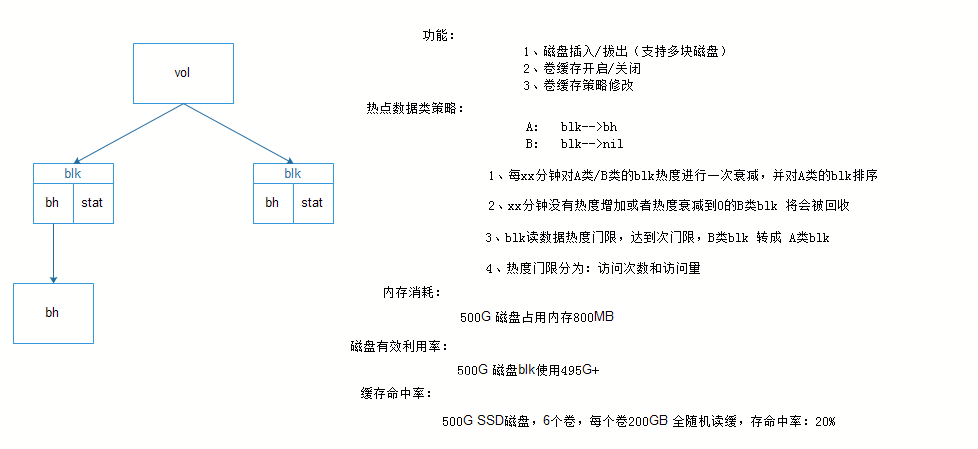 功能：
vol
1、磁盘插入/拔出（支持多块磁盘）
2、卷缓存开启/关闭
3、卷缓存策略修改
热点数据类策略：
A: blk-->bh
B: blk-->nil
blk
blk
bh
stat
bh
stat
1、每xx分钟对A类/B类的blk热度进行一次衰减，并对A类的blk排序
2、xx分钟没有热度增加或者热度衰减到0的B类blk 将会被回收
3、blk读数据热度门限，达到次门限，B类blk 转成 A类blk
4、热度门限分为：访问次数和访问量
bh
内存消耗：
500G 磁盘占用内存800MB
磁盘有效利用率：
500G 磁盘blk使用495G+
缓存命中率：
500G SSD磁盘，6个卷，每个卷200GB 全随机读缓，存命中率：20%